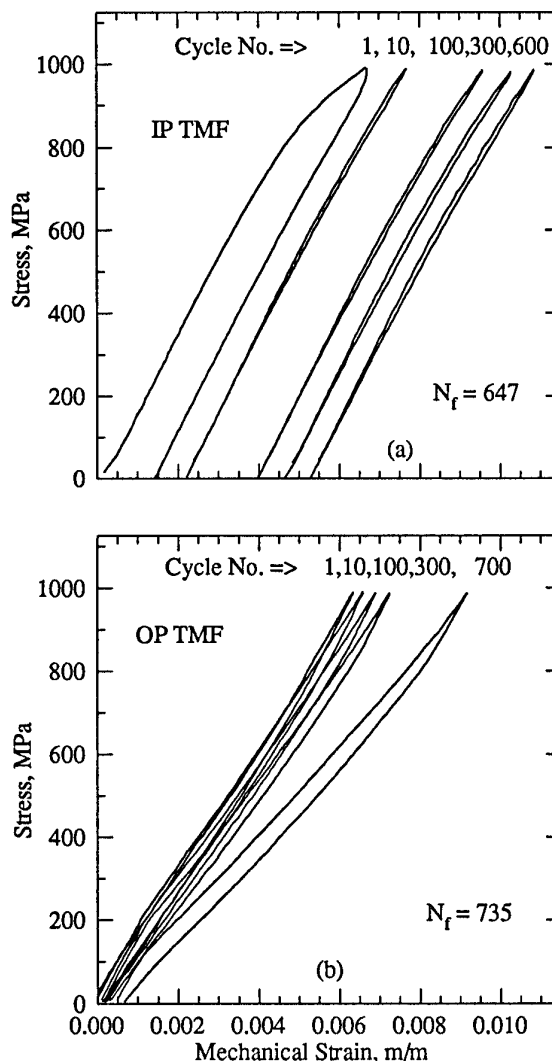 Cycle No. => 1, 10, 100,300,600
1000
IP TMF
800
Stress, MPa
600
400
200
N_f = 647
(a)
0
Cycle No. => 1,10,100,300, 700
1000
OP TMF
800
Stress, MPa
600
400
200
N_f = 735
(b)
0
0.000 0.002 0.004 0.006 0.008 0.010
Mechanical Strain, m/m